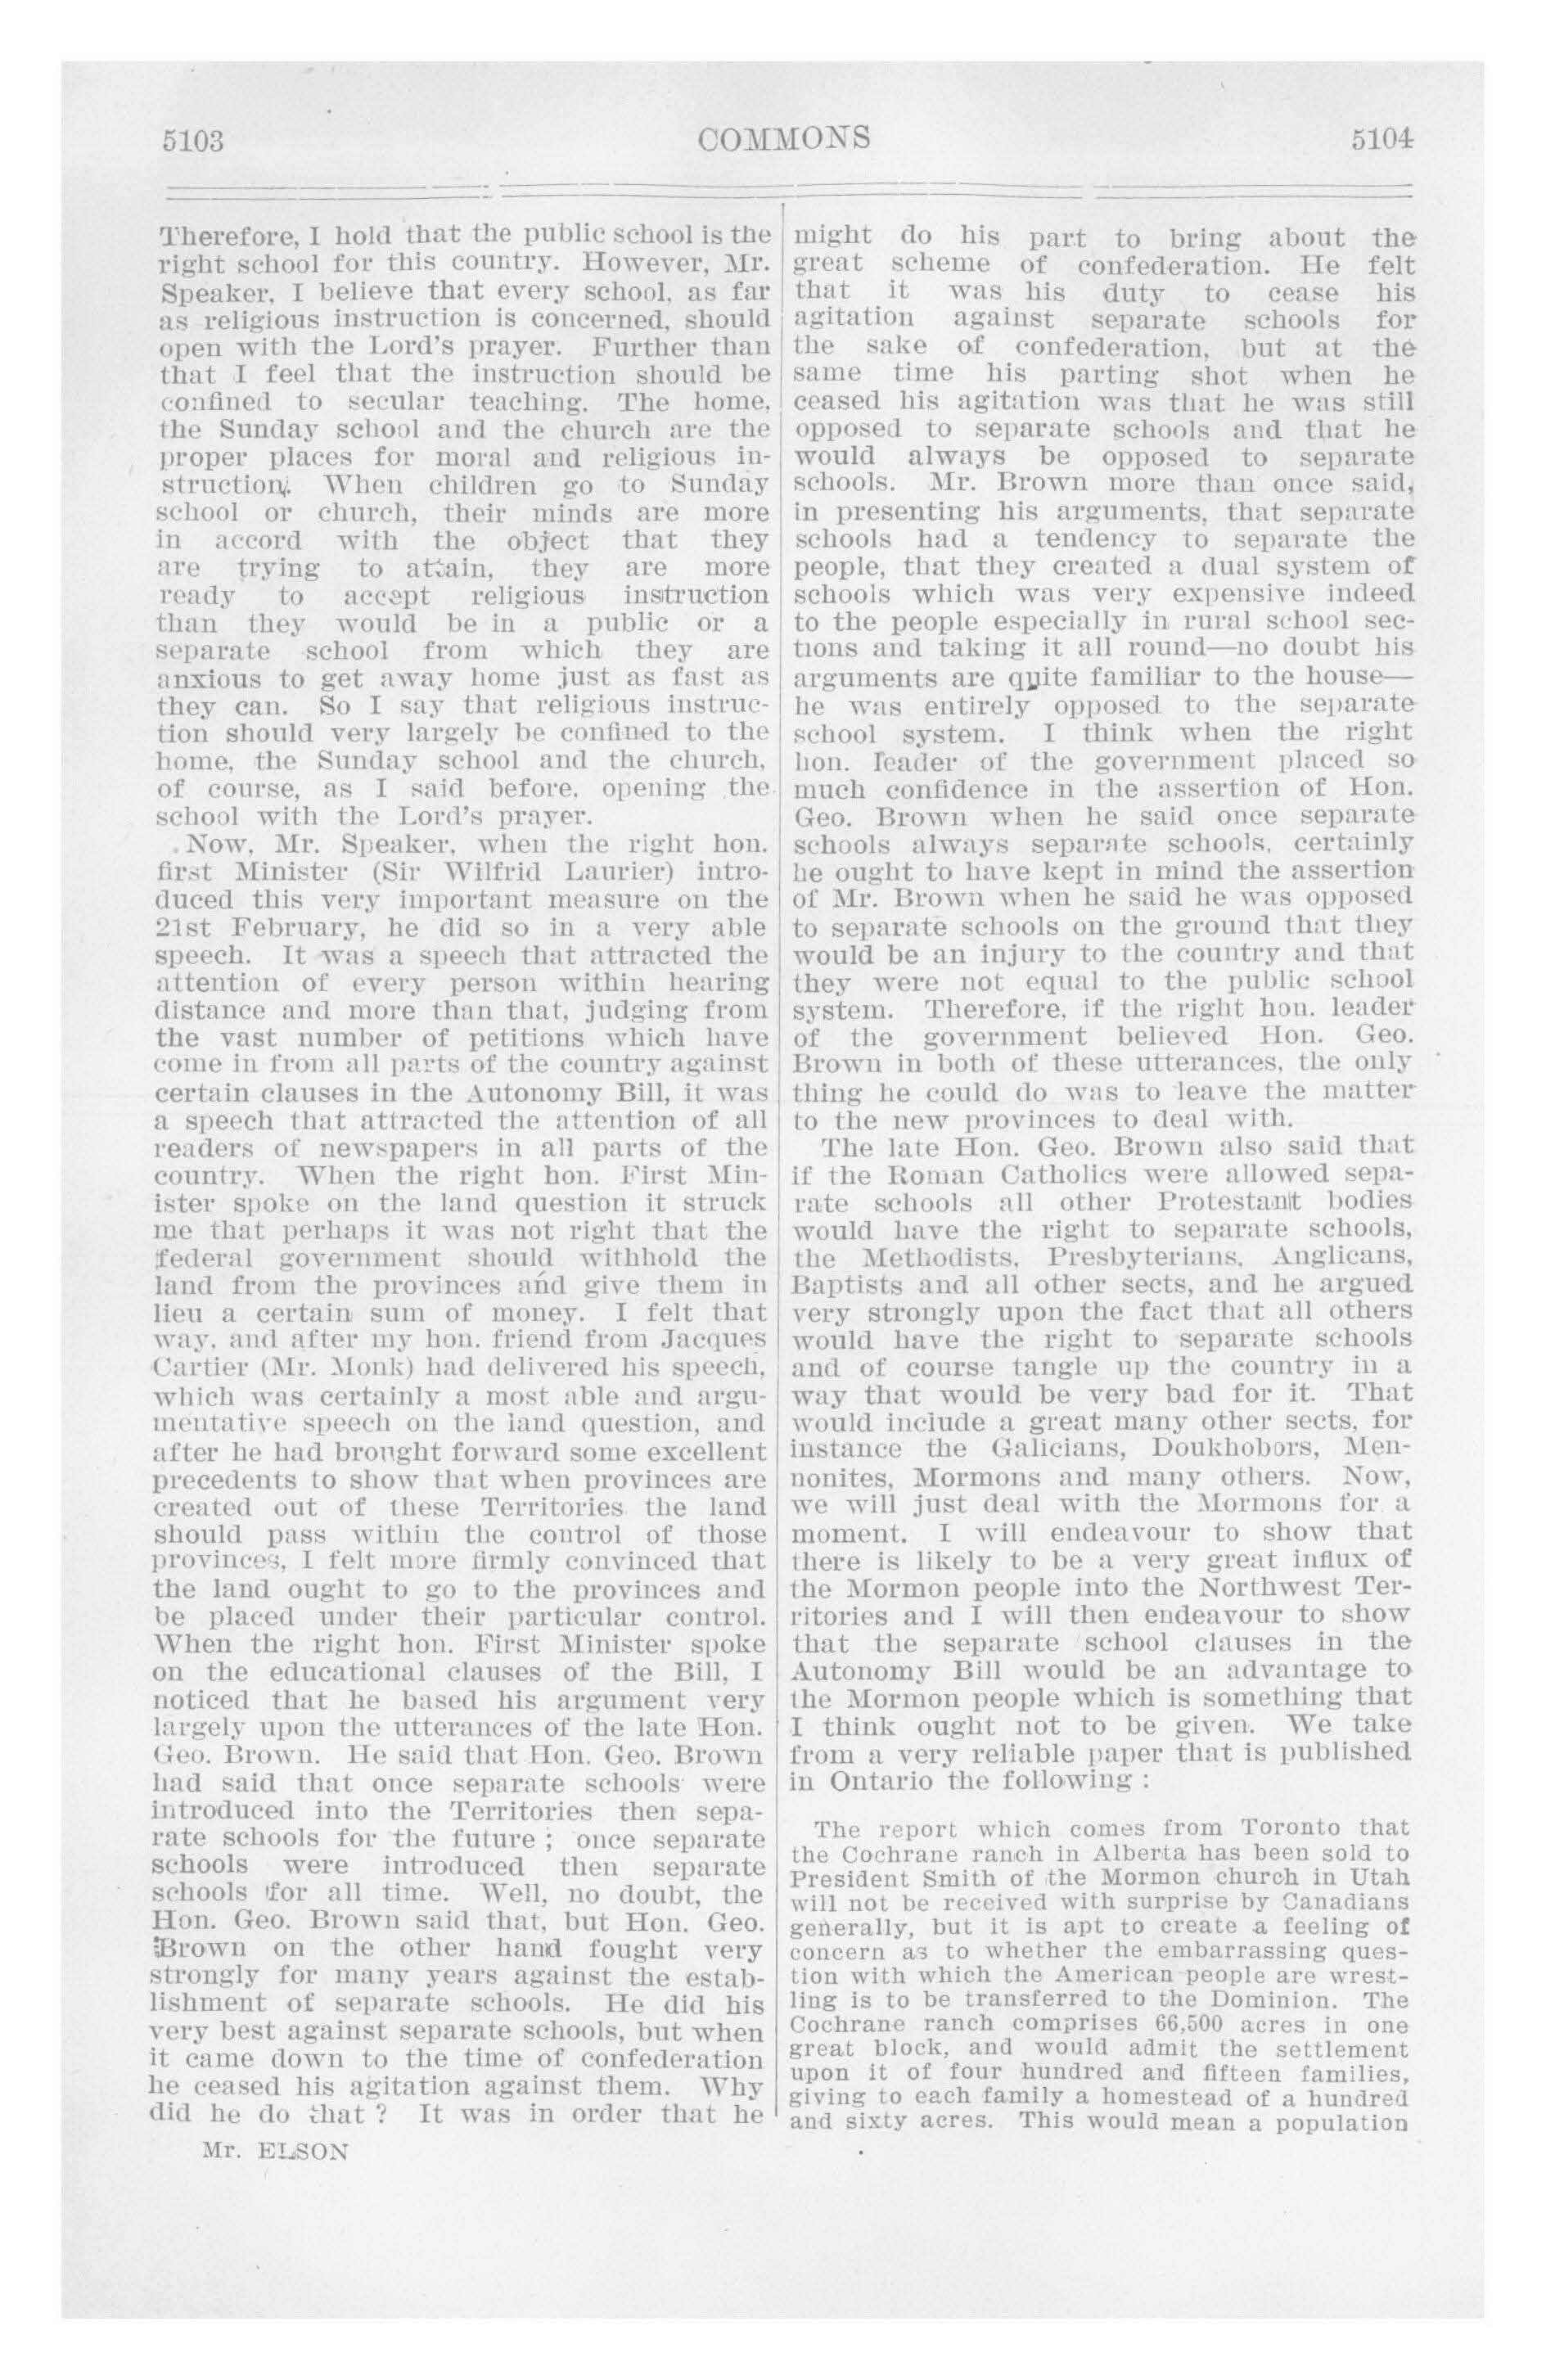 5103 COMMONS 5104
Therefore, I hold that the public school is the
right school for this country. However, Mr.
Speaker, I believe that every school, as far
as religious instruction is concerned, should
open with the Lord's prayer. Further than
that I feel that the instruction should be
confined to secular teaching. The home,
the Sunday school and the church are the
proper places for moral and religious in-
struction. When children go to Sunday
school or church, their minds are more
in accord with the object that they
are trying to attain, they are more
ready to accept religious instruction
than they would be in a public or a
separate school from which they are
anxious to get away home just as fast as
they can. So I say that religious instruc-
tion should very largely be confined to the
home, the Sunday school and the church,
of course, as I said before, opening the
school with the Lord's prayer.
Now, Mr. Speaker, when the right hon.
first Minister (Sir Wilfrid Laurier) intro-
duced this very important measure on the
21st February, he did so in a very able
speech. It was a speech that attracted the
attention of every person within hearing
distance and more than that, judging from
the vast number of petitions which have
come in from all parts of the country against
certain clauses in the Autonomy Bill, it was
a speech that attracted the attention of all
readers of newspapers in all parts of the
country. When the right hon. First Min-
ister spoke on the land question it struck
me that perhaps it was not right that the
federal government should withhold the
land from the provinces and give them in
lieu a certain sum of money. I felt that
way, and after my hon. friend from Jacques
Cartier (Mr. Monk) had delivered his speech,
which was certainly a most able and argu-
mentative speech on the land question, and
after he had brought forward some excellent
precedents to show that when provinces are
created out of these Territories the land
should pass within the control of those
provinces, I felt more firmly convinced that
the land ought to go to the provinces and
be placed under their particular control.
When the right hon. First Minister spoke
on the educational clauses of the Bill, I
noticed that he based his argument very
largely upon the utterances of the late Hon.
Geo. Brown. He said that Hon. Geo. Brown
had said that once separate schools were
introduced into the Territories then sepa-
rate schools for the future ; once separate
schools were introduced then separate
schools for all time. Well, no doubt, the
Hon. Geo. Brown said that, but Hon. Geo.
Brown on the other hand fought very
strongly for many years against the estab-
lishment of separate schools. He did his
very best against separate schools, but when
it came down to the time of confederation
he ceased his agitation against them. Why
did he do that ? It was in order that he
Mr. ELSON
might do his part to bring about the
great scheme of confederation. He felt
that it was his duty to cease his
agitation against separate schools for
the sake of confederation, but at the
same time his parting shot when he
ceased his agitation was that he was still
opposed to separate schools and that he
would always be opposed to separate
schools. Mr. Brown more than once said,
in presenting his arguments, that separate
schools had a tendency to separate the
people, that they created a dual system of
schools which was very expensive indeed
to the people especially in rural school sec-
tions and taking it all round—no doubt his
arguments are quite familiar to the house—
he was entirely opposed to the separate
school system. I think when the right
hon. leader of the government placed so
much confidence in the assertion of Hon.
Geo. Brown when he said once separate
schools always separate schools, certainly
he ought to have kept in mind the assertion
of Mr. Brown when he said he was opposed
to separate schools on the ground that they
would be an injury to the country and that
they were not equal to the public school
system. Therefore, if the right hon. leader
of the government believed Hon. Geo.
Brown in both of these utterances, the only
thing he could do was to leave the matter
to the new provinces to deal with.
The late Hon. Geo. Brown also said that
if the Roman Catholics were allowed sepa-
rate schools all other Protestant bodies
would have the right to separate schools,
the Methodists, Presbyterians, Anglicans,
Baptists and all other sects, and he argued
very strongly upon the fact that all others
would have the right to separate schools
and of course tangle up the country in a
way that would be very bad for it. That
would include a great many other sects, for
instance the Galicians, Doukhobors, Men-
nonites, Mormons and many others. Now,
we will just deal with the Mormons for a
moment. I will endeavour to show that
there is likely to be a very great influx of
the Mormon people into the Northwest Ter-
ritories and I will then endeavour to show
that the separate school clauses in the
Autonomy Bill would be an advantage to
the Mormon people which is something that
I think ought not to be given. We take
from a very reliable paper that is published
in Ontario the following :
The report which comes from Toronto that
the Cochrane ranch in Alberta has been sold to
President Smith of the Mormon church in Utah
will not be received with surprise by Canadians
generally, but it is apt to create a feeling of
concern as to whether the embarrassing ques-
tion with which the American people are wrest-
ling is to be transferred to the Dominion. The
Cochrane ranch comprises 66,500 acres in one
great block, and would admit the settlement
upon it of four hundred and fifteen families,
giving to each family a homestead of a hundred
and sixty acres. This would mean a population